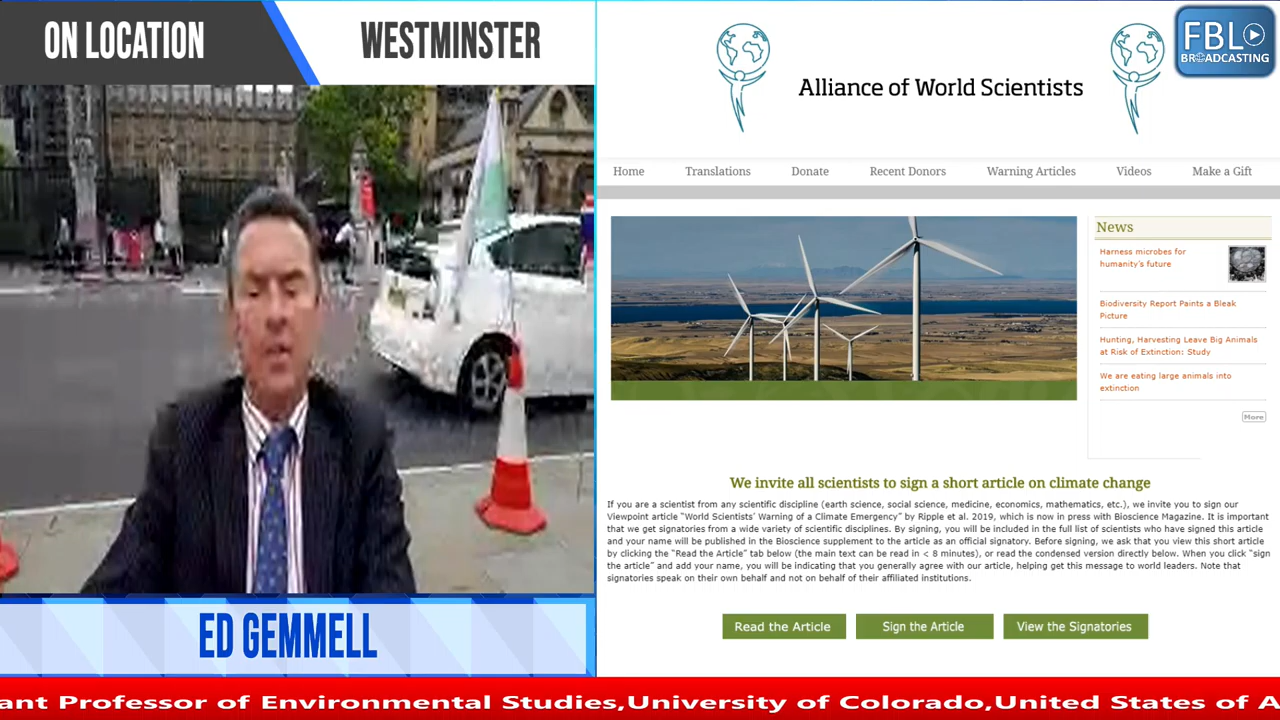 ON LOCATION
WESTMINSTER
FBL
BROADCASTING
Alliance of World Scientists
Home
Translations
Donate
Recent Donors
Warning Articles
Videos
Make a Gift
News
Harness microbes for
humanity's future
Biodiversity Report Paints a Bleak
Picture
Hunting, Harvesting Leave Big Animals
at Risk of Extinction: Study
We are eating large animals into
extinction
More
We invite all scientists to sign a short article on climate change
If you are a scientist from any scientific discipline (earth science, social science, medicine, economics, mathematics, etc.), we invite you to sign our
Viewpoint article "World Scientists' Warning of a Climate Emergency" by Ripple et al. 2019, which is now in press with Bioscience Magazine. It is important
that we get signatories from a wide variety of scientific disciplines. By signing, you will be included in the full list of scientists who have signed this article
and your name will be published in the Bioscience supplement to the article as an official signatory. Before signing, we ask that you view this short article
by clicking the "Read the Article" tab below (the main text can be read in < 8 minutes), or read the condensed version directly below. When you click "sign
the article" and add your name, you will be indicating that you generally agree with our article, helping get this message to world leaders. Note that
signatories speak on their own behalf and not on behalf of their affiliated institutions.
Read the Article
Sign the Article
View the Signatories
ED GEMMELL
ant Professor of Environmental Studies,University of Colorado,United States of A